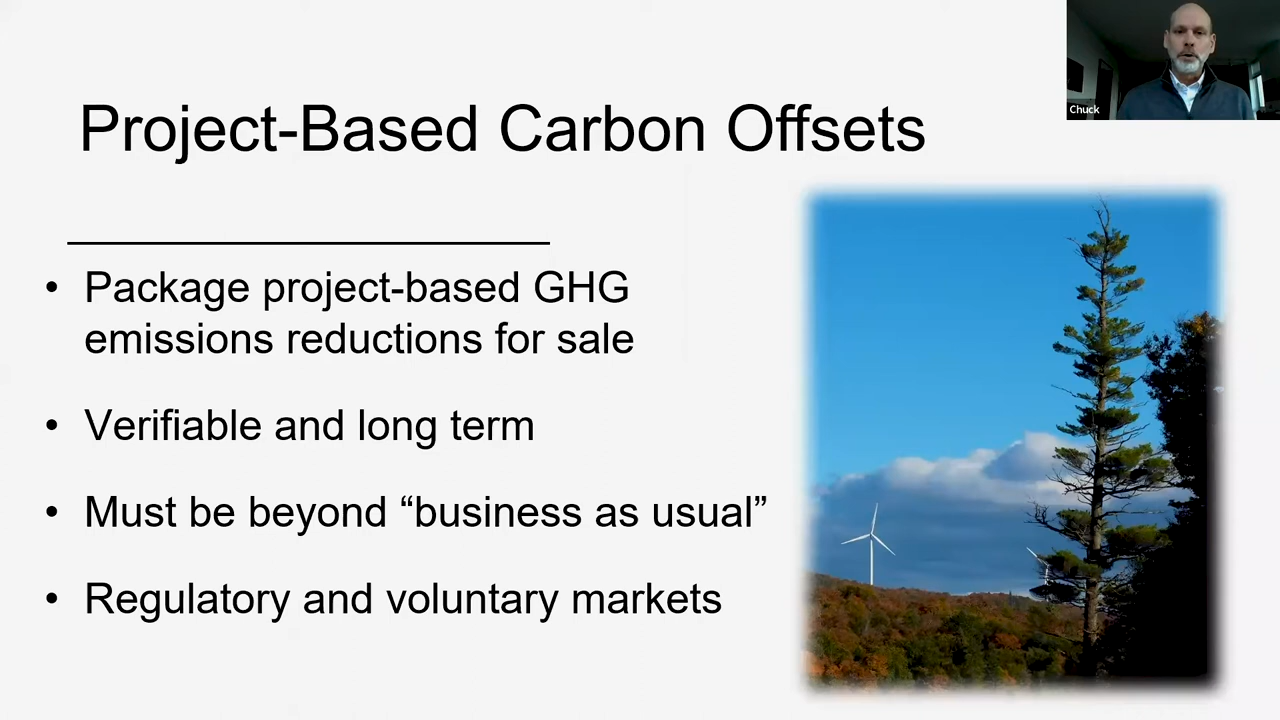 Project-Based Carbon Offsets
Chuck
• Package project-based GHG
emissions reductions for sale
• Verifiable and long term
• Must be beyond “business as usual”
• Regulatory and voluntary markets